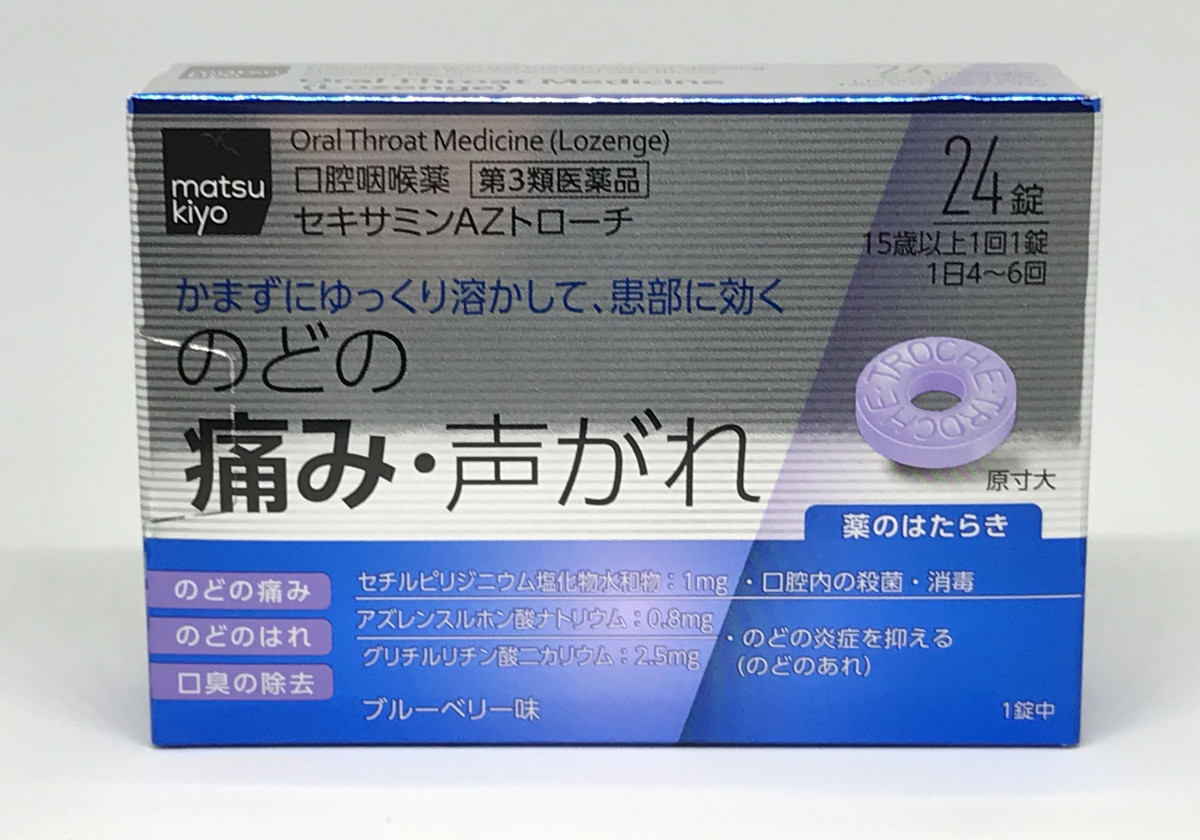 Oral Throat Medicine
(Lozenge)
24
matsu
kiyo
Oral Throat Medicine (Lozenge)
口腔咽喉薬 第3類医薬品
セキサミンAZトローチ
24錠
15歳以上1回1錠
1日4〜6回
かまずにゆっくり溶かして、患部に効く
のどの
痛み・声がれ
TROCHE・TROCHE
原寸大
薬のはたらき
のどの痛み
のどのはれ
口臭の除去
セチルピリジニウム塩化物水和物：1mg
・口腔内の殺菌・消毒
アズレンスルホン酸ナトリウム：0.8mg
グリチルリチン酸二カリウム：2.5mg
・のどの炎症を抑える
(のどのあれ)
ブルーベリー味
1錠中